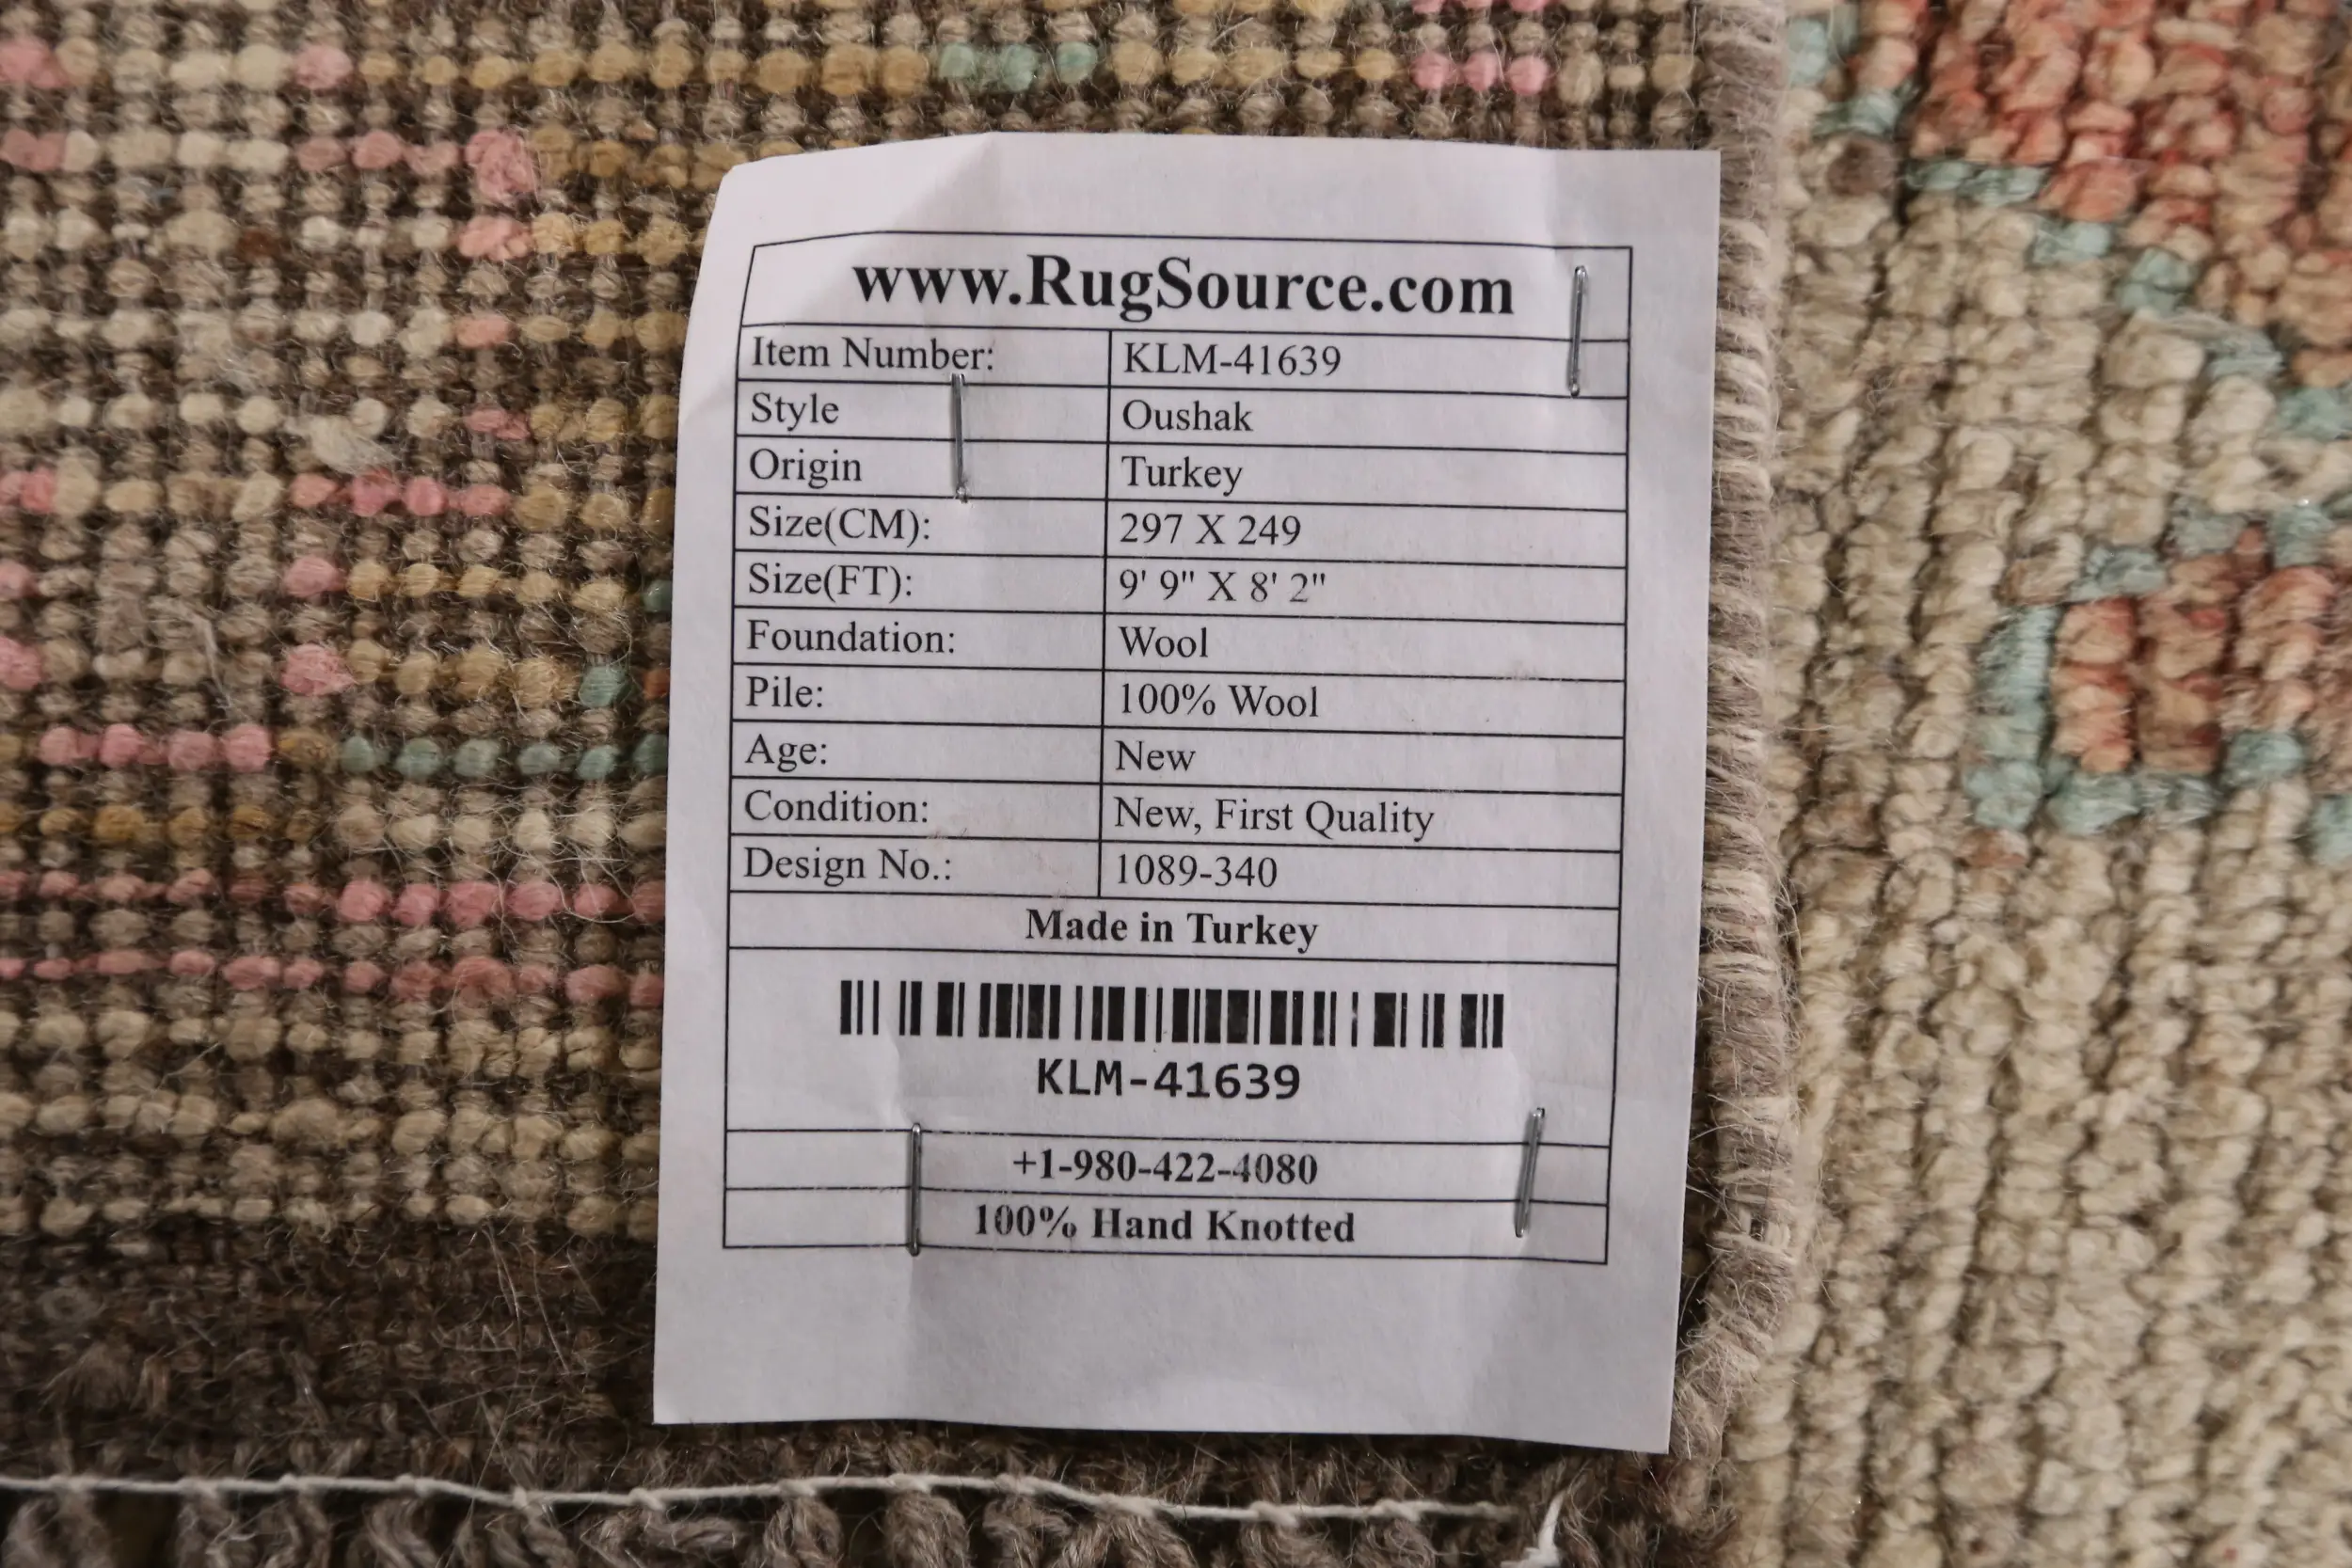 www.RugSource.com
Item Number: KLM-41639
Style Oushak
Origin Turkey
Size(CM): 297 X 249
Size(FT): 9' 9" X 8' 2"
Foundation: Wool
Pile: 100% Wool
Age: New
Condition: New, First Quality
Design No.: 1089-340
Made in Turkey
KLM-41639
+1-980-422-4080
100% Hand Knotted